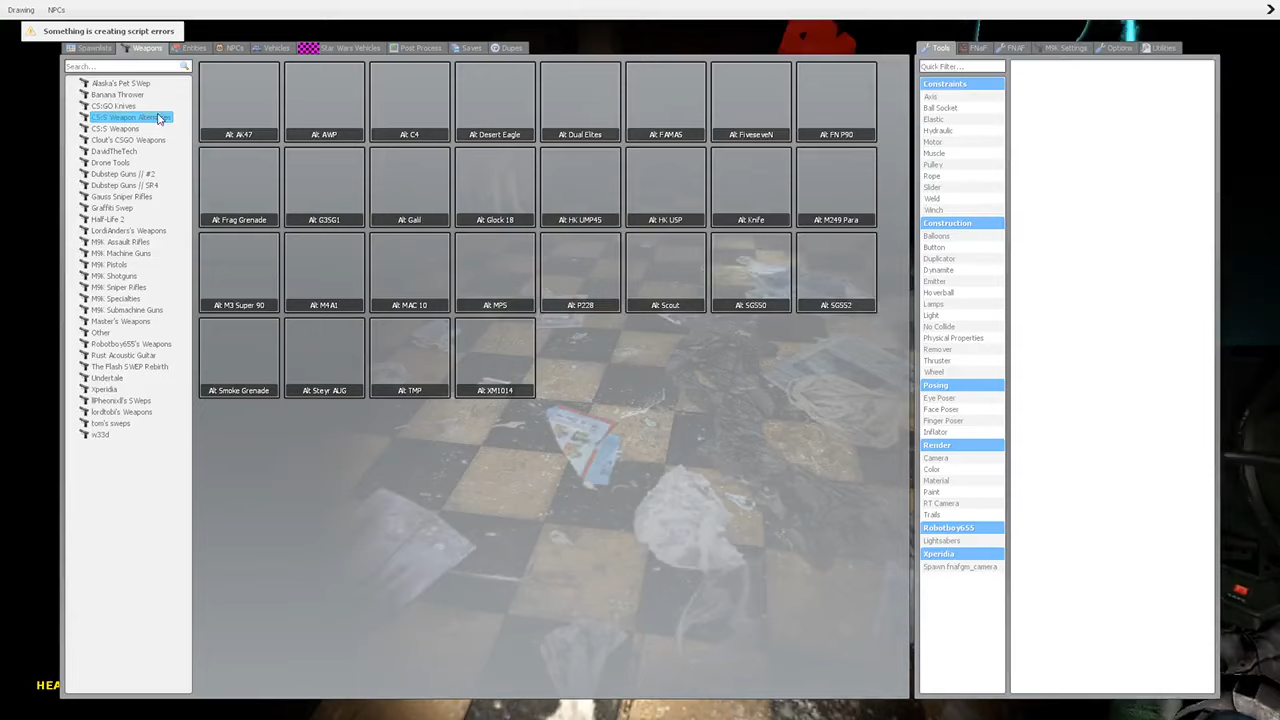 Drawing NPCs
Something is creating script errors
Spawnlists Weapons Entities NPCs Vehicles Star Wars Vehicles Post Process Saves Dupes
Tools FNaF FNAF M9K Settings Options Utilities
Search...
Alaska's Pet SWep
Banana Thrower
CS:GO Knives
CS:S Weapon
CS:S Weapons
Clout's CSGO Weapons
DavidTheTech
Drone Tools
Dubstep Guns // #2
Dubstep Guns // SR4
Gauss Sniper Rifles
Graffiti Swep
Half-Life 2
LordiAnders's Weapons
M9K Assault Rifles
M9K Machine Guns
M9K Pistols
M9K Shotguns
M9K Sniper Rifles
M9K Specialties
M9K Submachine Guns
Master's Weapons
Other
Robotboy655's Weapons
Rust Acoustic Guitar
The Flash SWEP Rebirth
Undertale
Xperidia
lordtobi's Weapons
tom's sweps
w33d
Alt AK47 Alt AWP Alt C4 Alt Desert Eagle Alt Dual Elites Alt FAMAS Alt FiveseveN Alt FN P90
Alt Frag Grenade Alt G3SG1 Alt Galil Alt Glock 18 Alt HK UMP45 Alt HK USP Alt Knife Alt M249 Para
Alt M3 Super 90 Alt M4A1 Alt MAC 10 Alt MP5 Alt P228 Alt Scout Alt SG550 Alt SG552
Alt Smoke Grenade Alt Steyr AUG Alt TMP Alt XM1014
Quick Filter...
Constraints
Axis
Ball Socket
Elastic
Hydraulic
Motor
Muscle
Pulley
Rope
Slider
Weld
Winch
Construction
Balloons
Button
Duplicator
Dynamite
Emitter
Hoverball
Lamps
Light
No Collide
Physical Properties
Remover
Thruster
Wheel
Posing
Eye Poser
Face Poser
Finger Poser
Inflator
Render
Camera
Color
Material
Paint
RT Camera
Trails
Robotboy655
Lightsabers
Xperidia
Spawn fnafgm_camera
HEA